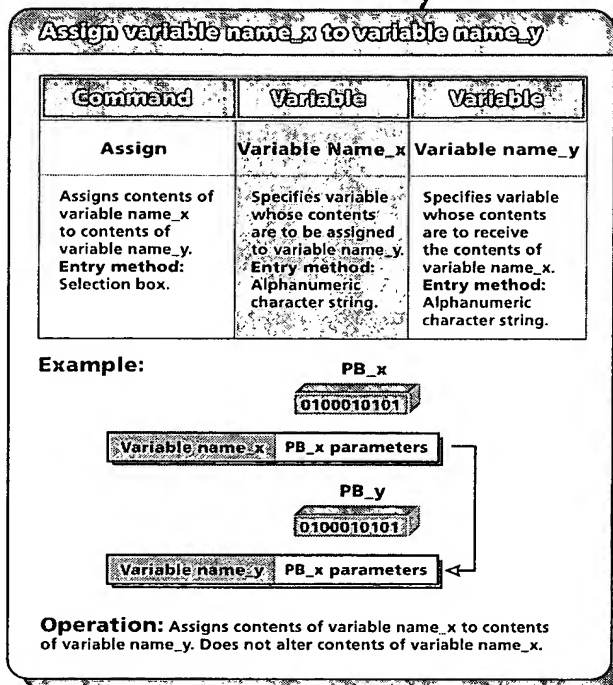 Assign variable name_x to variable name_y
Command Variable Variable
Assign Variable Name_x Variable name_y
Assigns contents of
variable name_x
to contents of
variable name_y.
Entry method:
Selection box.
Specifies variable
whose contents
are to be assigned
to variable name_y.
Entry method:
Alphanumeric
character string.
Specifies variable
whose contents
are to receive
the contents of
variable name_x.
Entry method:
Alphanumeric
character string.
Example:
PB_x
0100010101
Variable name_x PB_x parameters
PB_y
0100010101
Variable name_y PB_x parameters
Operation: Assigns contents of variable name_x to contents
of variable name_y. Does not alter contents of variable name_x.